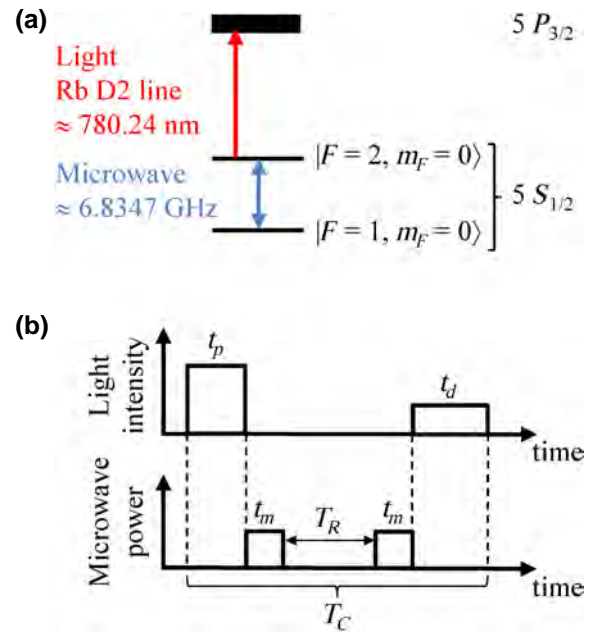 (a)
5 P3/2
Light
Rb D2 line
≈ 780.24 nm
|F = 2, mF = 0⟩
Microwave
≈ 6.8347 GHz
5 S1/2
|F = 1, mF = 0⟩
(b)
Light
intensity
tp
td
time
Microwave
power
tm
TR
tm
time
TC